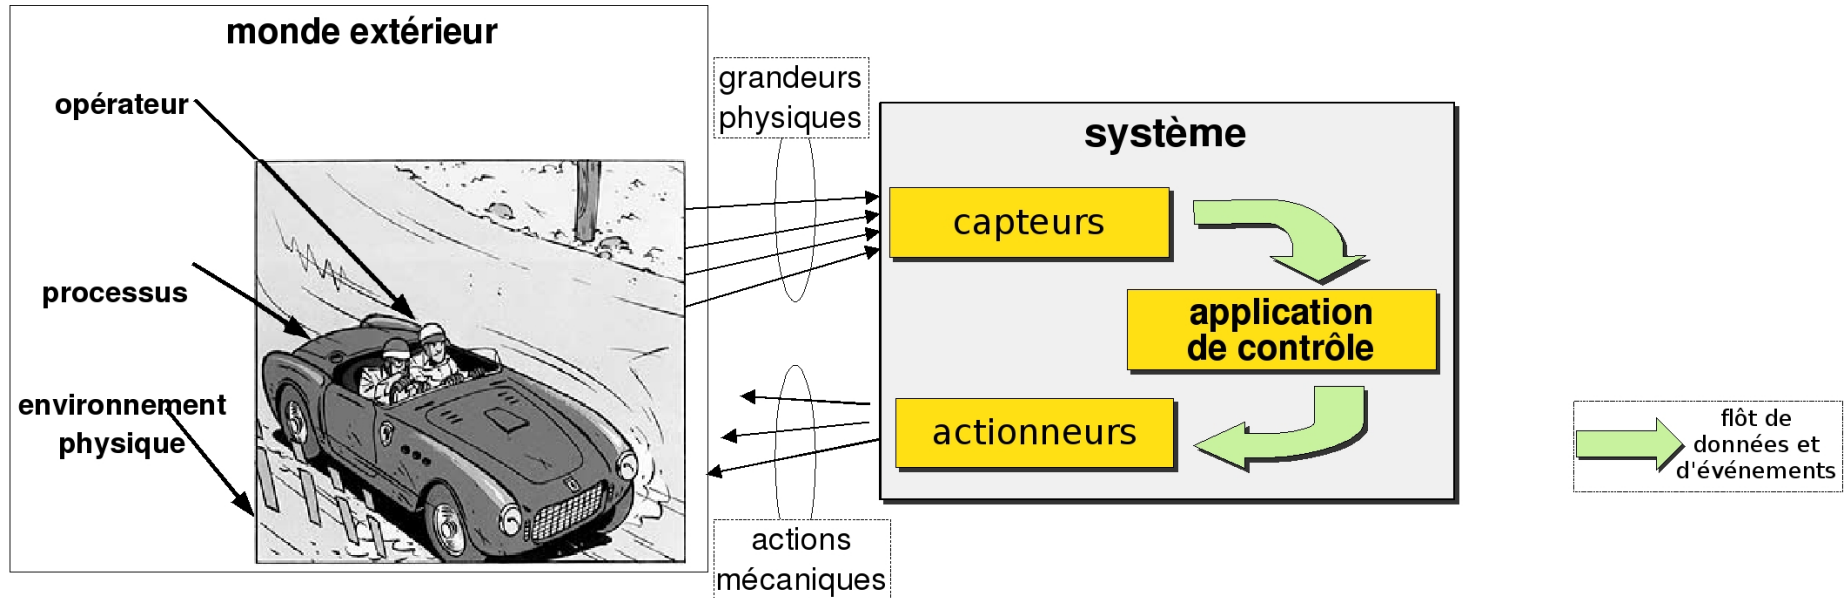 monde extérieur
opérateur
processus
environnement
physique
grandeurs
physiques
actions
mécaniques
système
capteurs
application
de contrôle
actionneurs
flôt de
données et
d'événements